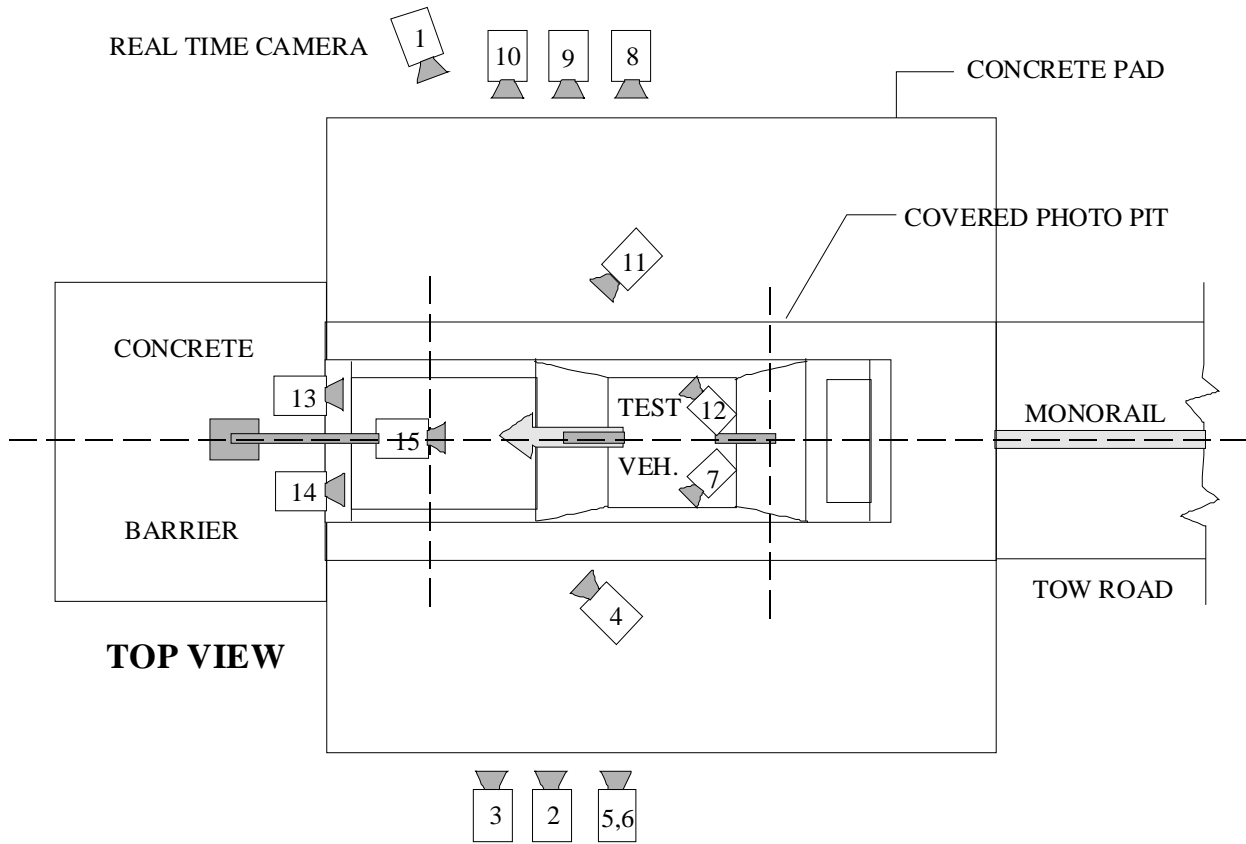 REAL TIME CAMERA
1
10
9
8
CONCRETE PAD
COVERED PHOTO PIT
11
CONCRETE
13
TEST
12
MONORAIL
15
VEH.
7
14
BARRIER
4
TOW ROAD
TOP VIEW
3
2
5,6